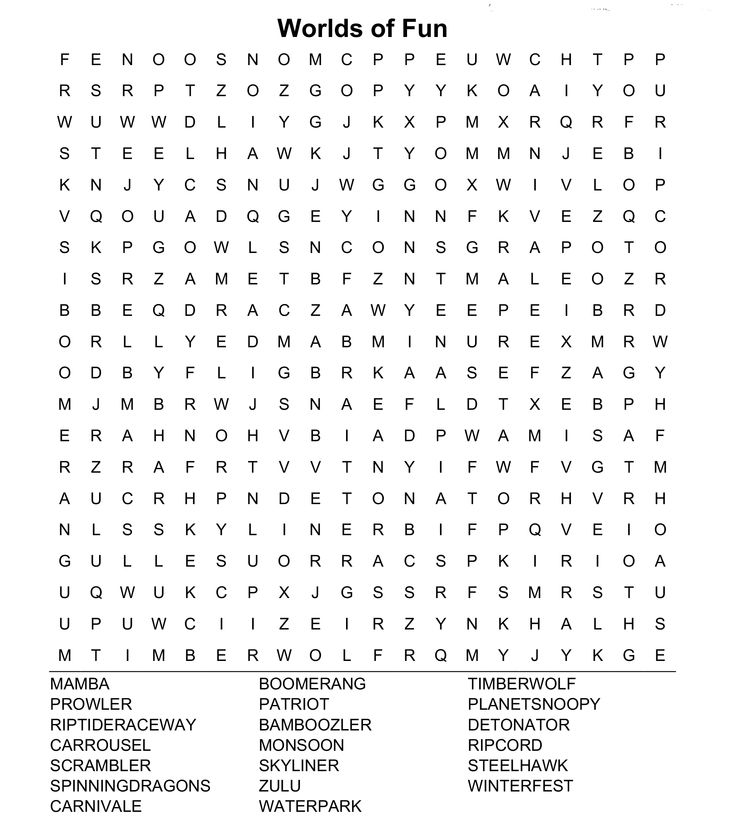 Worlds of Fun
F E N O O S N O M C P P E U W C H T P P
R S R P T Z O Z G O P Y Y K O A I Y O U
W U W W D L I Y G J K X P M X R Q R F R
S T E E L H A W K J T Y O M M N J E B I
K N J Y C S N U J W G G O X W I V L O P
V Q O U A D Q G E Y I N N F K V E Z Q C
S K P G O W L S N C O N S G R A P O T O
I S R Z A M E T B F Z N T M A L E O Z R
B B E Q D R A C Z A W Y E E P E I B R D
O R L L Y E D M A B M I N U R E X M R W
O D B Y F L I G B R K A A S E F Z A G Y
M J M B R W J S N A E F L D T X E B P H
E R A H N O H V B I A D P W A M I S A F
R Z R A F R T V V T N Y I F W F V G T M
A U C R H P N D E T O N A T O R H V R H
N L S S K Y L I N E R B I F P Q V E I O
G U L L E S U O R R A C S P K I R I O A
U Q W U K C P X J G S S R F S M R S T U
U P U W C I I Z E I R Z Y N K H A L H S
M T I M B E R W O L F R Q M Y J Y K G E
MAMBA BOOMERANG TIMBERWOLF
PROWLER PATRIOT PLANETSNOOPY
RIPTIDERACEWAY BAMBOOZLER DETONATOR
CARROUSEL MONSOON RIPCORD
SCRAMBLER SKYLINER STEELHAWK
SPINNINGDRAGONS ZULU WINTERFEST
CARNIVALE WATERPARK